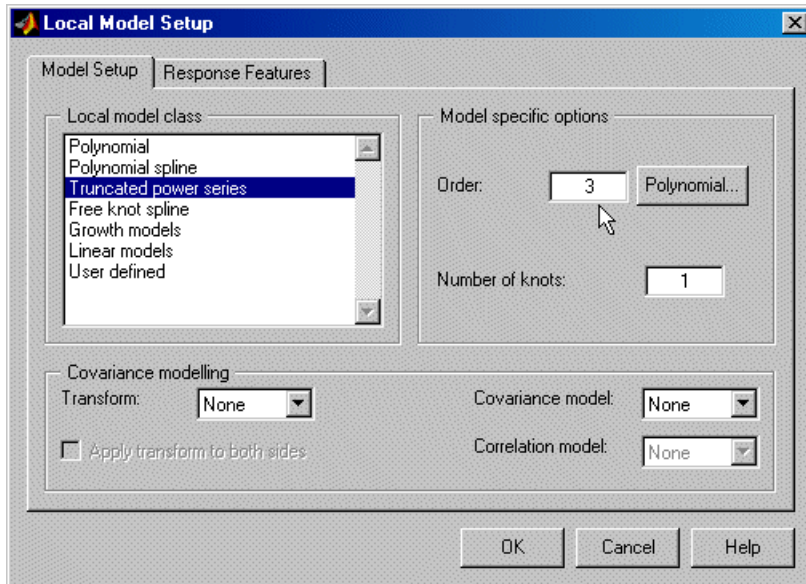 Local Model Setup
Model Setup
Response Features
Local model class
Polynomial
Polynomial spline
Truncated power series
Free knot spline
Growth models
Linear models
User defined
Model specific options
Order: 3 Polynomial...
Number of knots: 1
Covariance modelling
Transform: None
Apply transform to both sides
Covariance model: None
Correlation model: None
OK
Cancel
Help